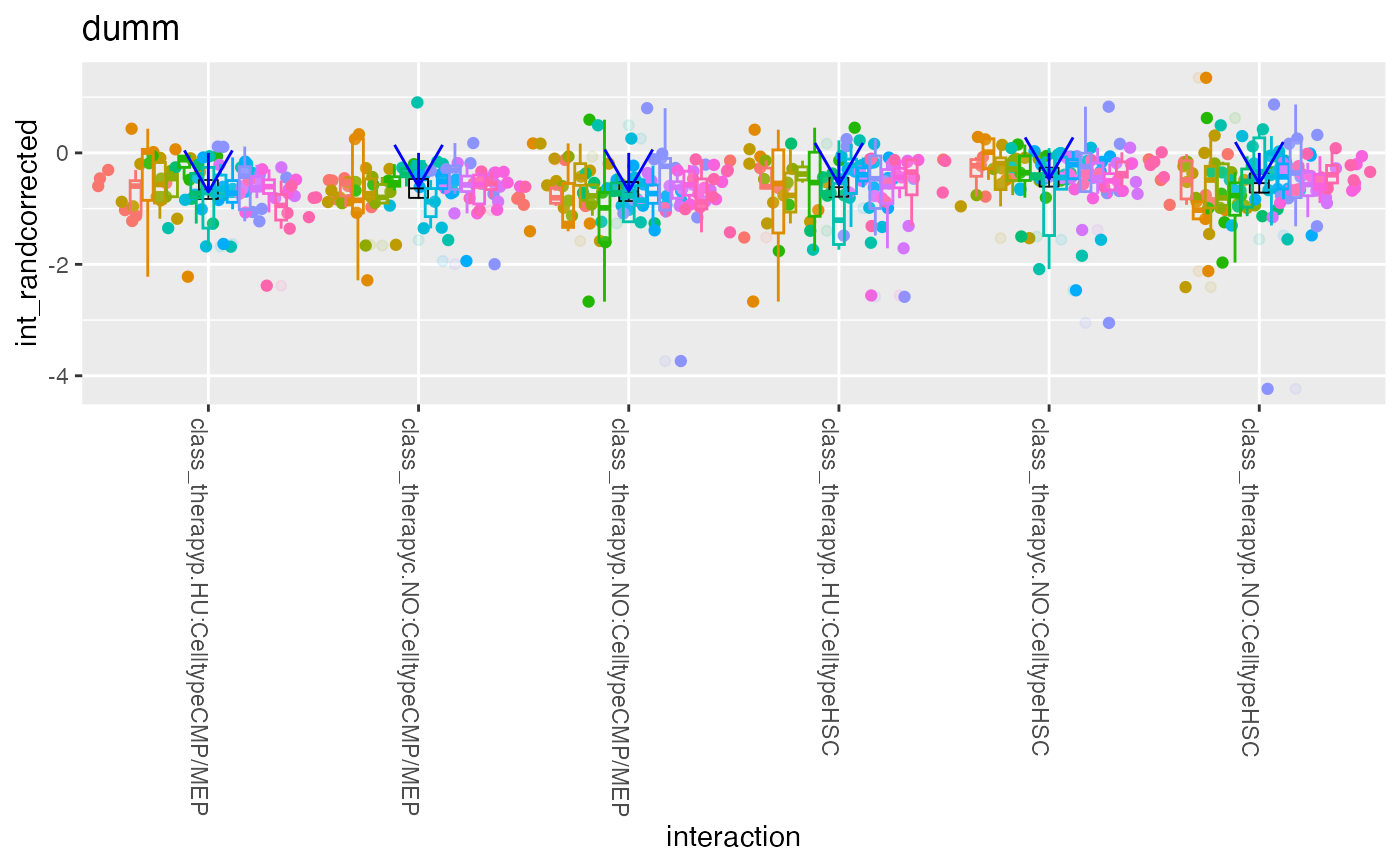 dumm
int_randcorrected
0
-2
-4
class_therapyp.HU:CelltypeCMP/MEP
class_therapyc.NO:CelltypeCMP/MEP
class_therapyp.NO:CelltypeCMP/MEP
class_therapyp.HU:CelltypeHSC
class_therapyc.NO:CelltypeHSC
class_therapyp.NO:CelltypeHSC
interaction